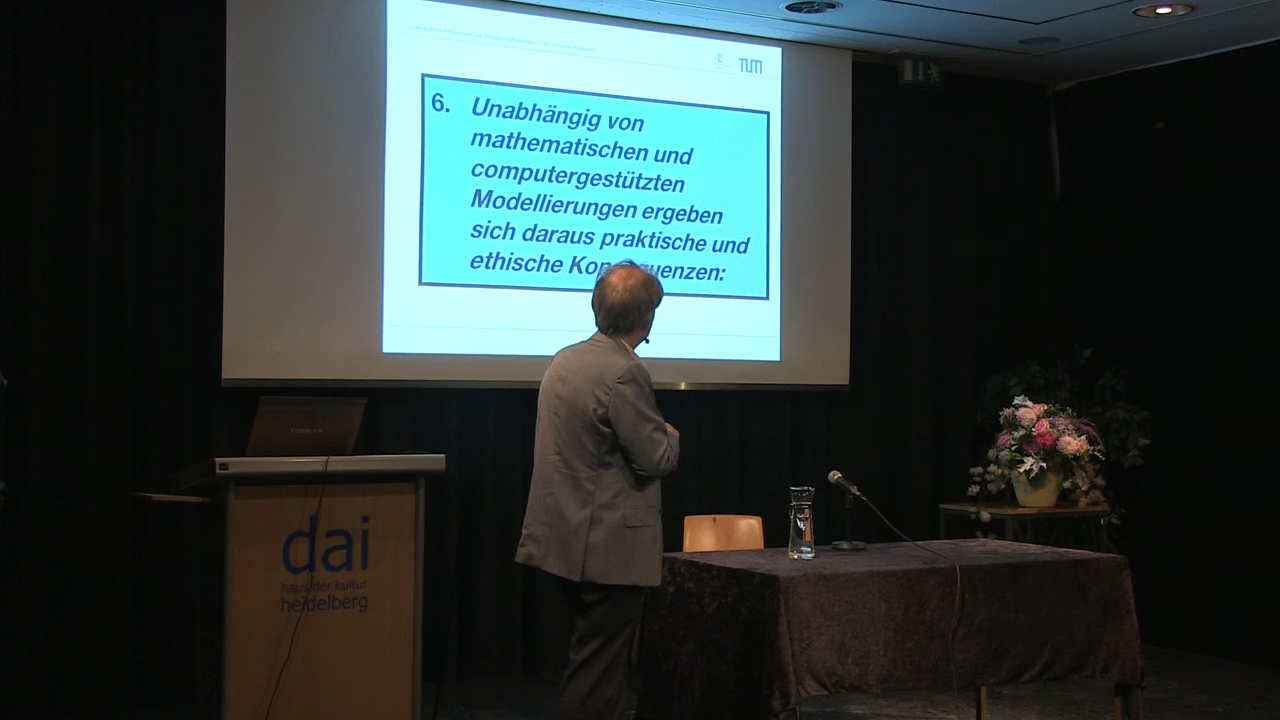 TUM
6. Unabhängig von
mathematischen und
computergestützten
Modellierungen ergeben
sich daraus praktische und
ethische Konsequenzen:
TOSHIBA
dai
haus der kultur
heidelberg